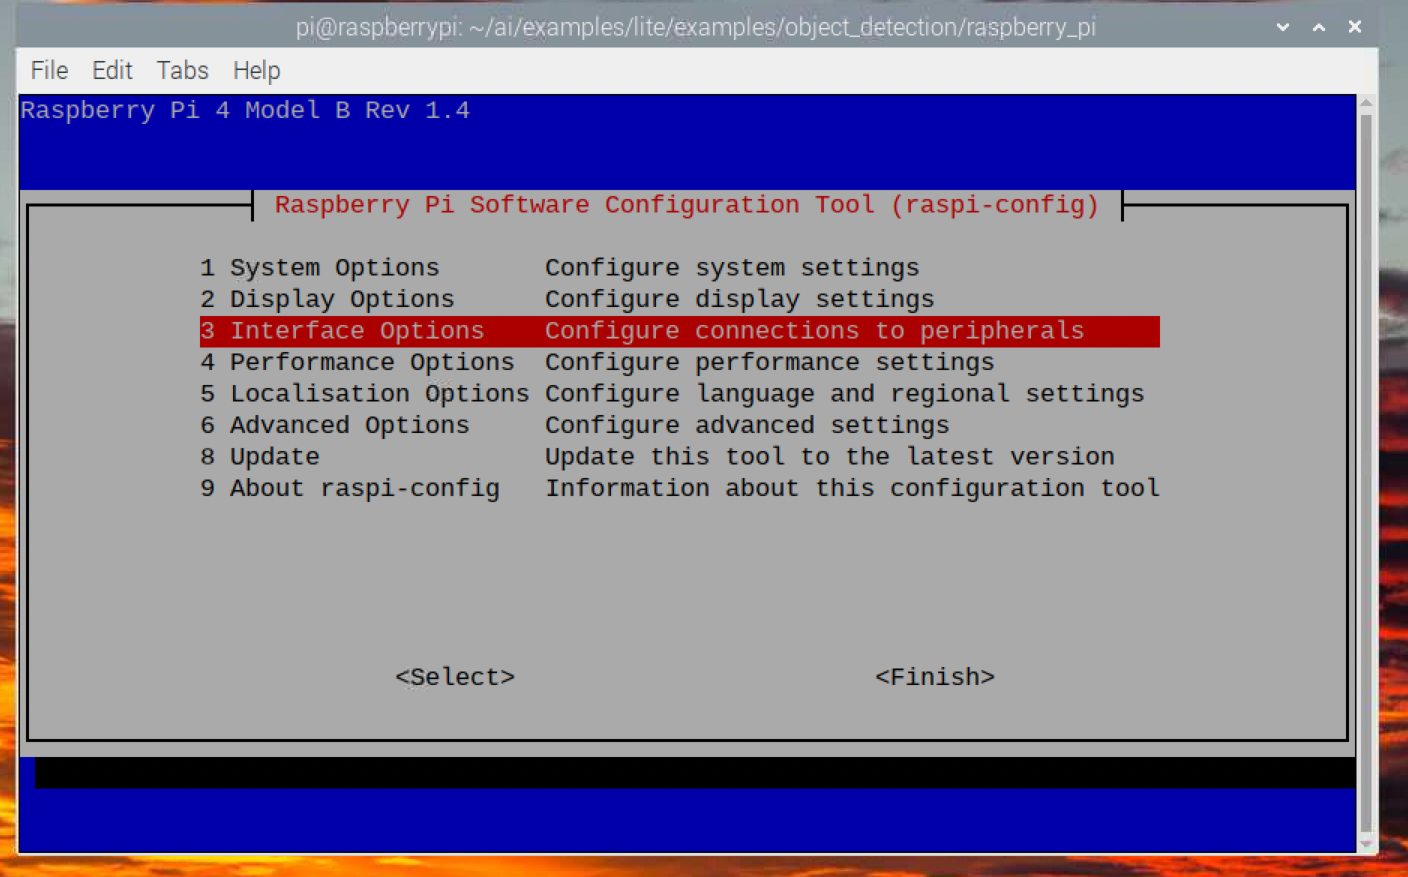 pi@raspberrypi: ~/ai/examples/lite/examples/object_detection/raspberry_pi
File Edit Tabs Help
Raspberry Pi 4 Model B Rev 1.4
Raspberry Pi Software Configuration Tool (raspi-config)
1 System Options Configure system settings
2 Display Options Configure display settings
3 Interface Options Configure connections to peripherals
4 Performance Options Configure performance settings
5 Localisation Options Configure language and regional settings
6 Advanced Options Configure advanced settings
8 Update Update this tool to the latest version
9 About raspi-config Information about this configuration tool
<Select> <Finish>